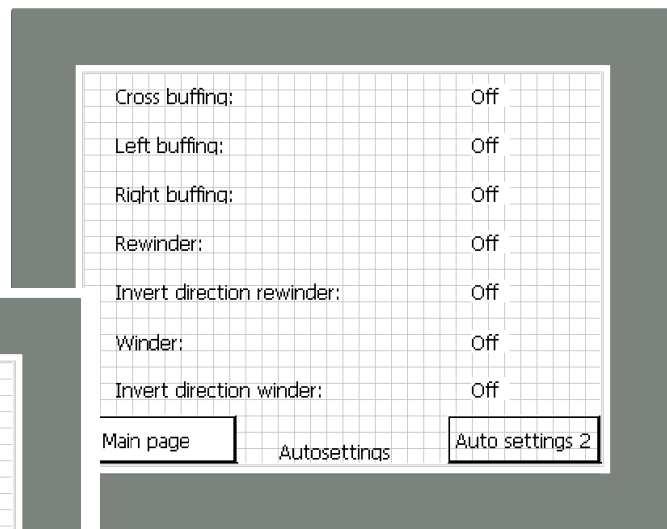 Cross buffing: Off
Left buffing: Off
Right buffing: Off
Rewinder: Off
Invert direction rewinder: Off
Winder: Off
Invert direction winder: Off
Main page Autosettings Auto settings 2